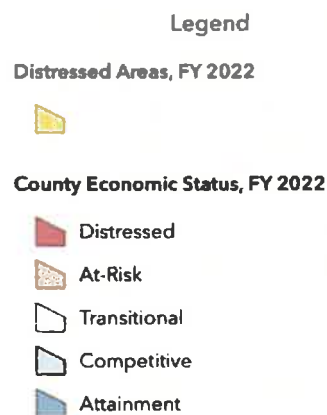 Legend
Distressed Areas, FY 2022
County Economic Status, FY 2022
Distressed
At-Risk
Transitional
Competitive
Attainment